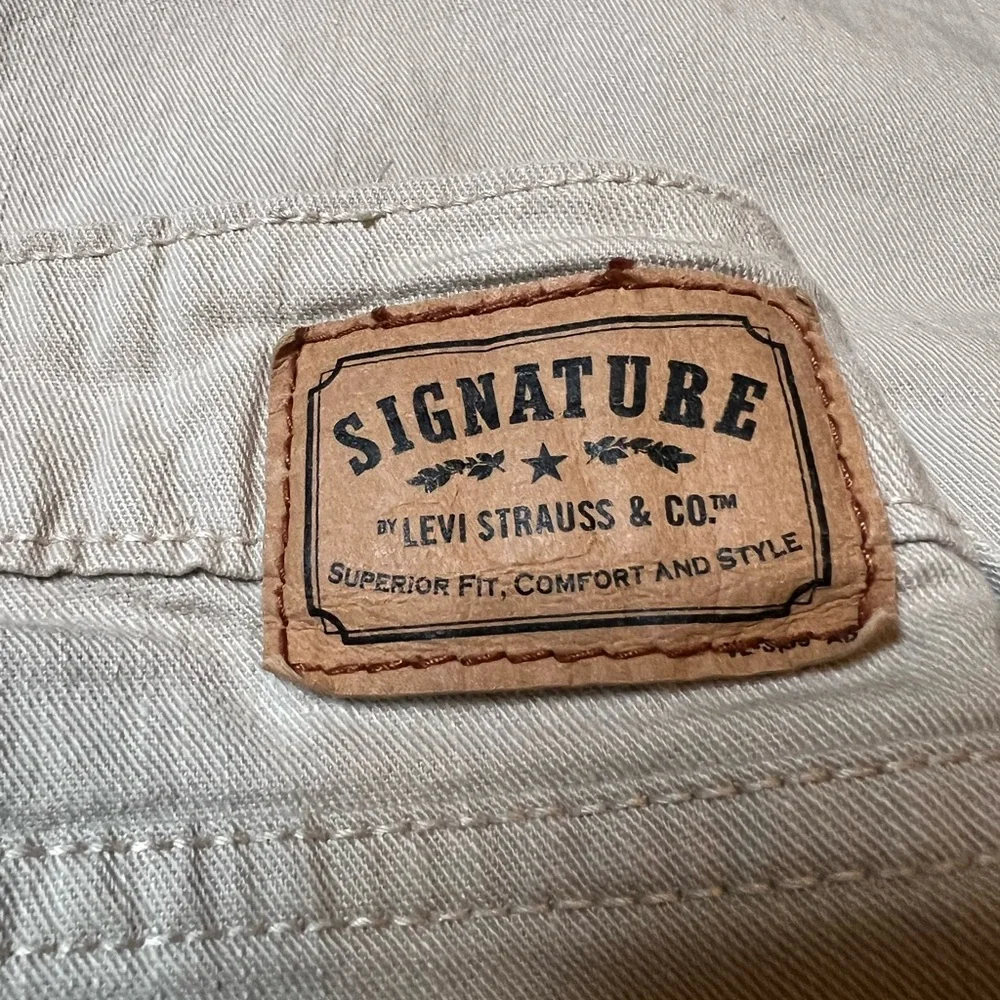 SIGNATURE
BY LEVI STRAUSS & CO.™
SUPERIOR FIT, COMFORT AND STYLE